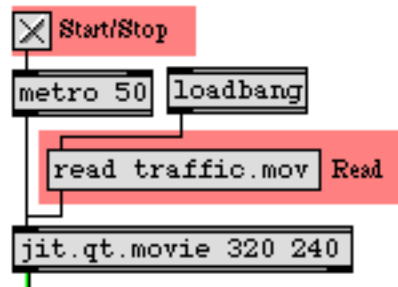 Start/Stop
metro 50
loadbang
read traffic.mov
Read
jit.qt.movie 320 240